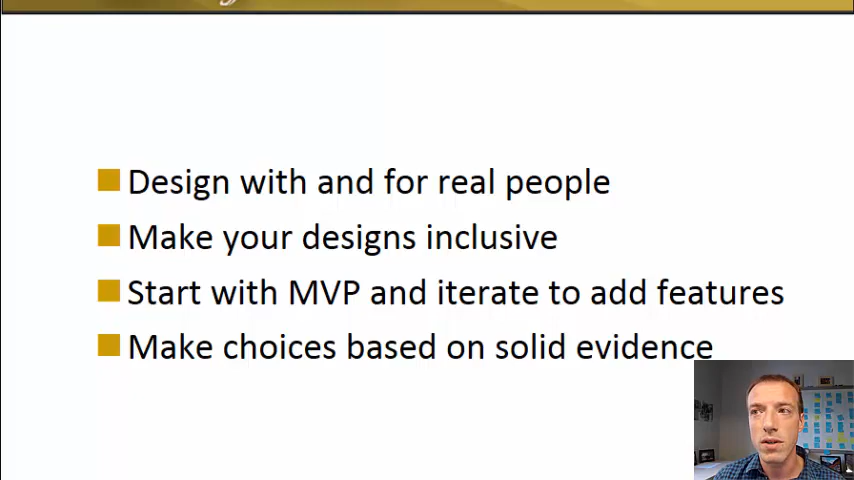 Design with and for real people
Make your designs inclusive
Start with MVP and iterate to add features
Make choices based on solid evidence